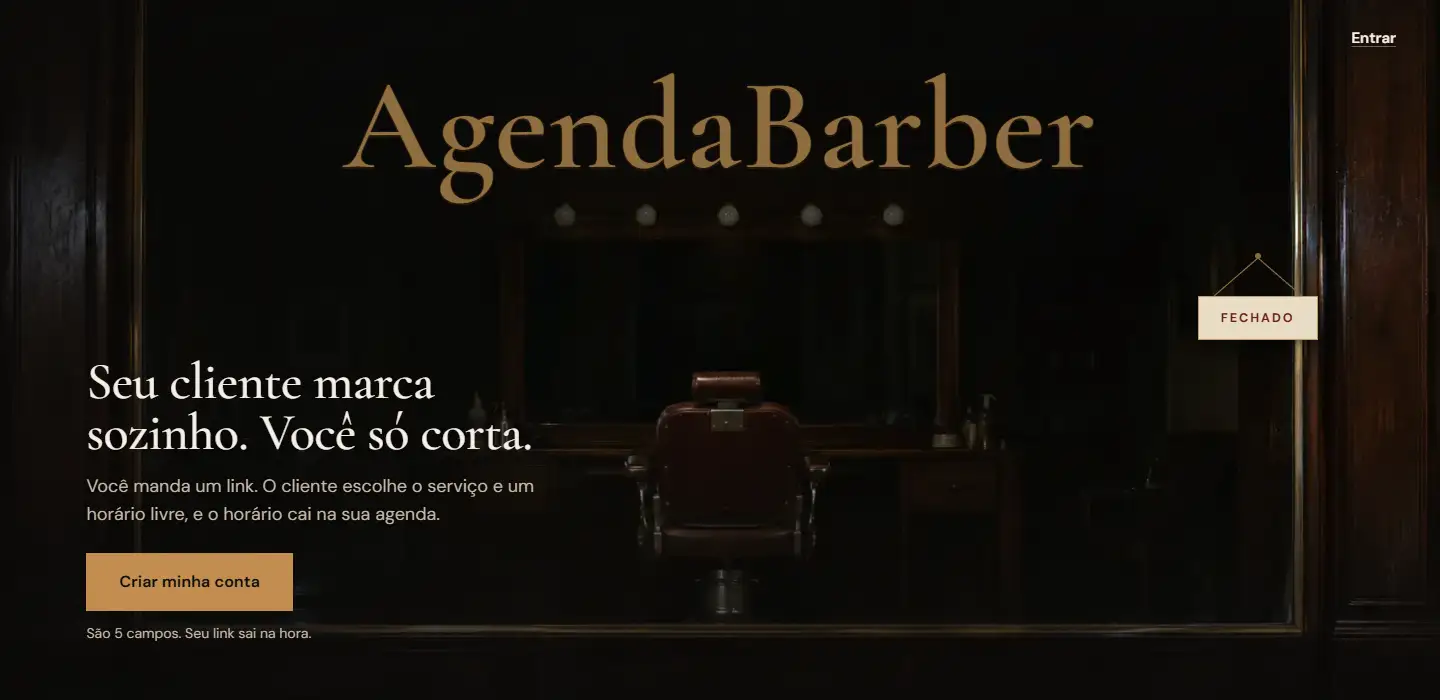 Entrar
AgendaBarber
FECHADO
Seu cliente marca
sozinho. Você só corta.
Você manda um link. O cliente escolhe o serviço e um
horário livre, e o horário cai na sua agenda.
Criar minha conta
São 5 campos. Seu link sai na hora.